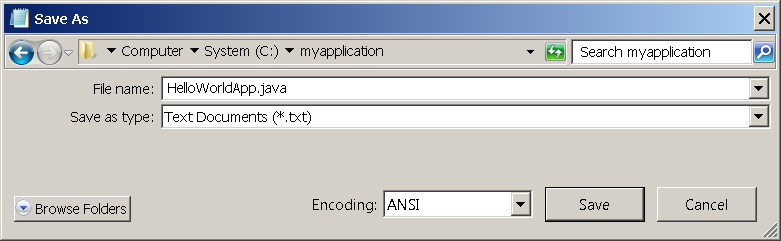 Save As
Computer System (C:) myapplication Search myapplication
File name: HelloWorldApp.java
Save as type: Text Documents (*.txt)
Browse Folders Encoding: ANSI Save Cancel